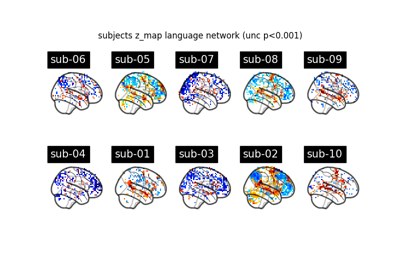 subjects z_map language network (unc p<0.001)
sub-06 sub-05 sub-07 sub-08 sub-09
sub-04 sub-01 sub-03 sub-02 sub-10